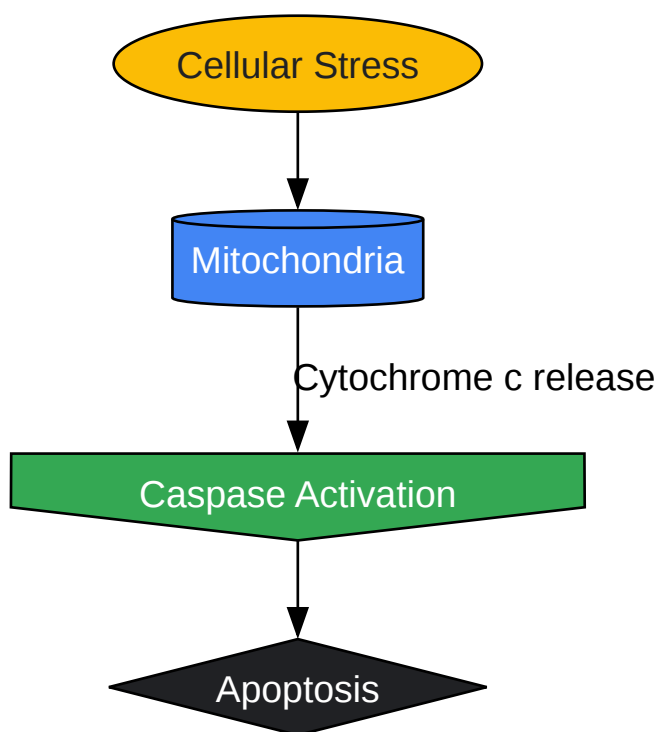 Cellular Stress
Mitochondria
Cytochrome c release
Caspase Activation
Apoptosis